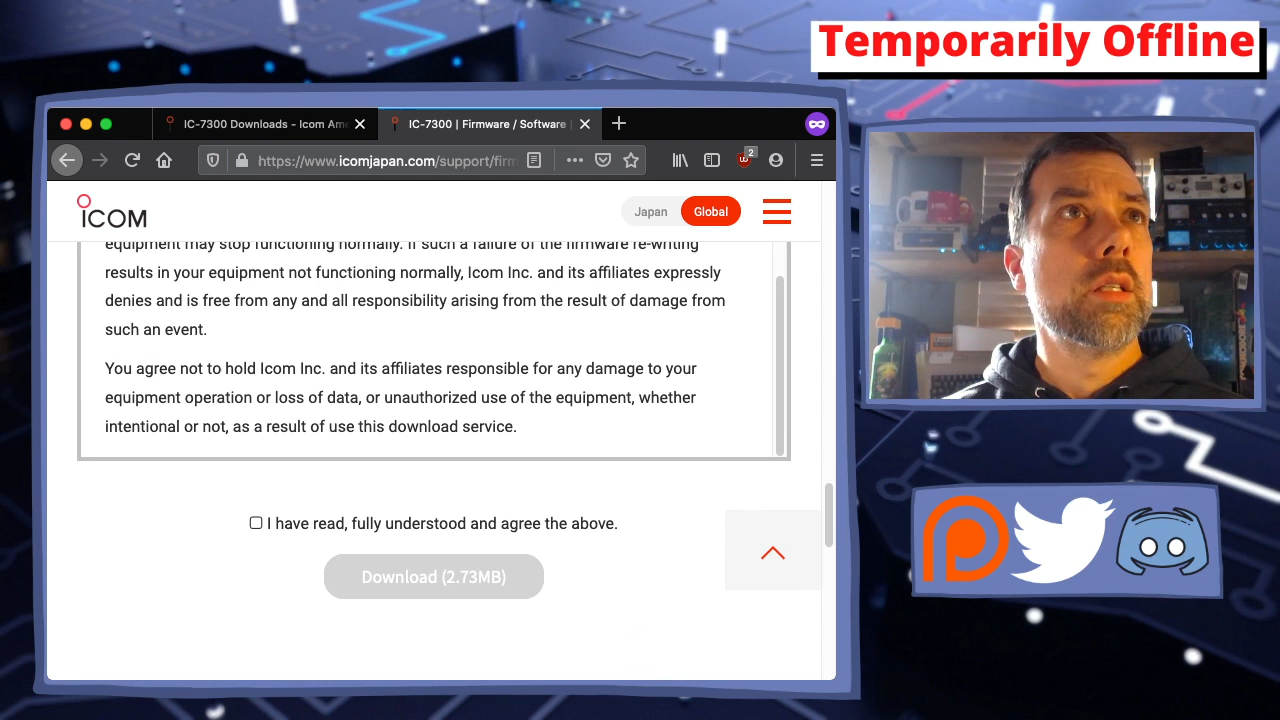 Temporarily Offline
IC-7300 Downloads - Icom Am
IC-7300 | Firmware / Software |
https://www.icomjapan.com/support/firm
2
ICOM
Japan
Global
equipment may stop functioning normally. If such a failure of the firmware re-writing
results in your equipment not functioning normally, Icom Inc. and its affiliates expressly
denies and is free from any and all responsibility arising from the result of damage from
such an event.
You agree not to hold Icom Inc. and its affiliates responsible for any damage to your
equipment operation or loss of data, or unauthorized use of the equipment, whether
intentional or not, as a result of use this download service.
I have read, fully understood and agree the above.
Download (2.73MB)